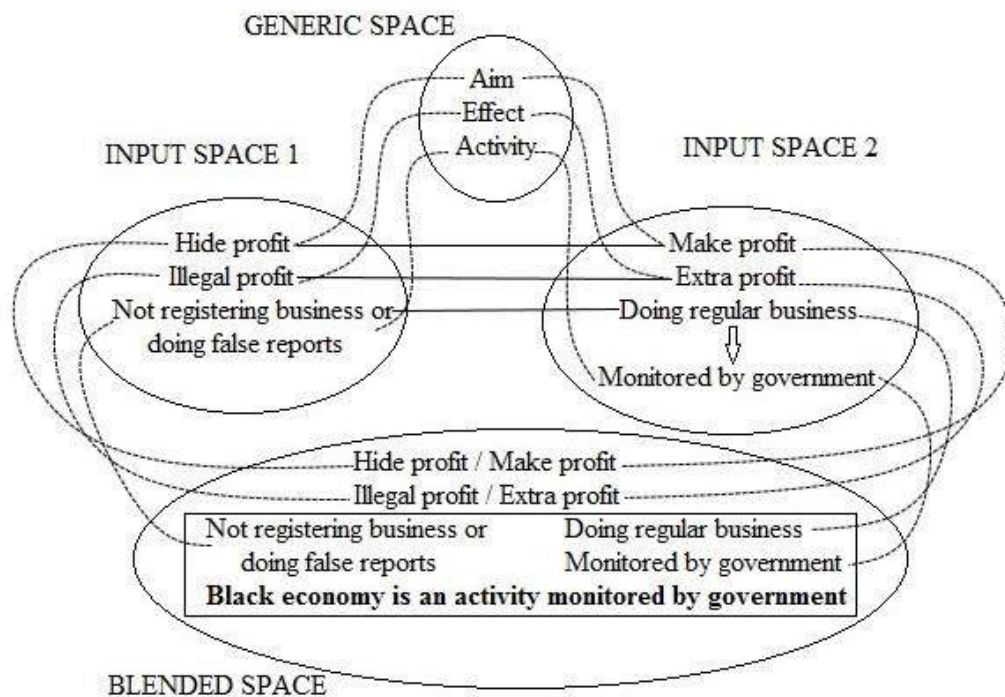 GENERIC SPACE
Aim
Effect
Activity
INPUT SPACE 1
INPUT SPACE 2
Hide profit
Make profit
Illegal profit
Extra profit
Not registering business or
doing false reports
Doing regular business
Monitored by government
Hide profit / Make profit
Illegal profit / Extra profit
Not registering business or
doing false reports
Doing regular business
Monitored by government
Black economy is an activity monitored by government
BLENDED SPACE